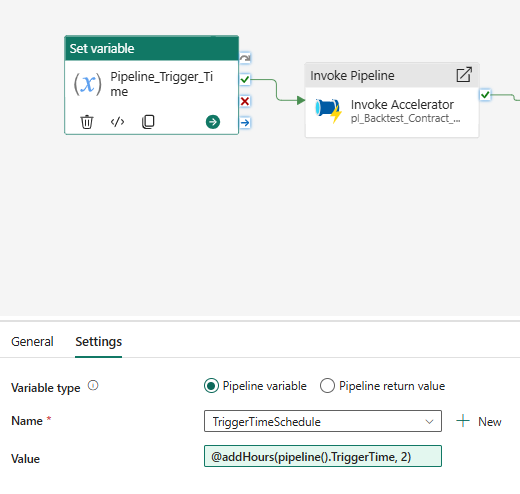 Set variable
(x)
Pipeline_Trigger_Ti
me
Invoke Pipeline
Invoke Accelerator
pl_Backtest_Contract_...
General
Settings
Variable type
Pipeline variable
Pipeline return value
Name *
TriggerTimeSchedule
New
Value
@addHours(pipeline().TriggerTime, 2)